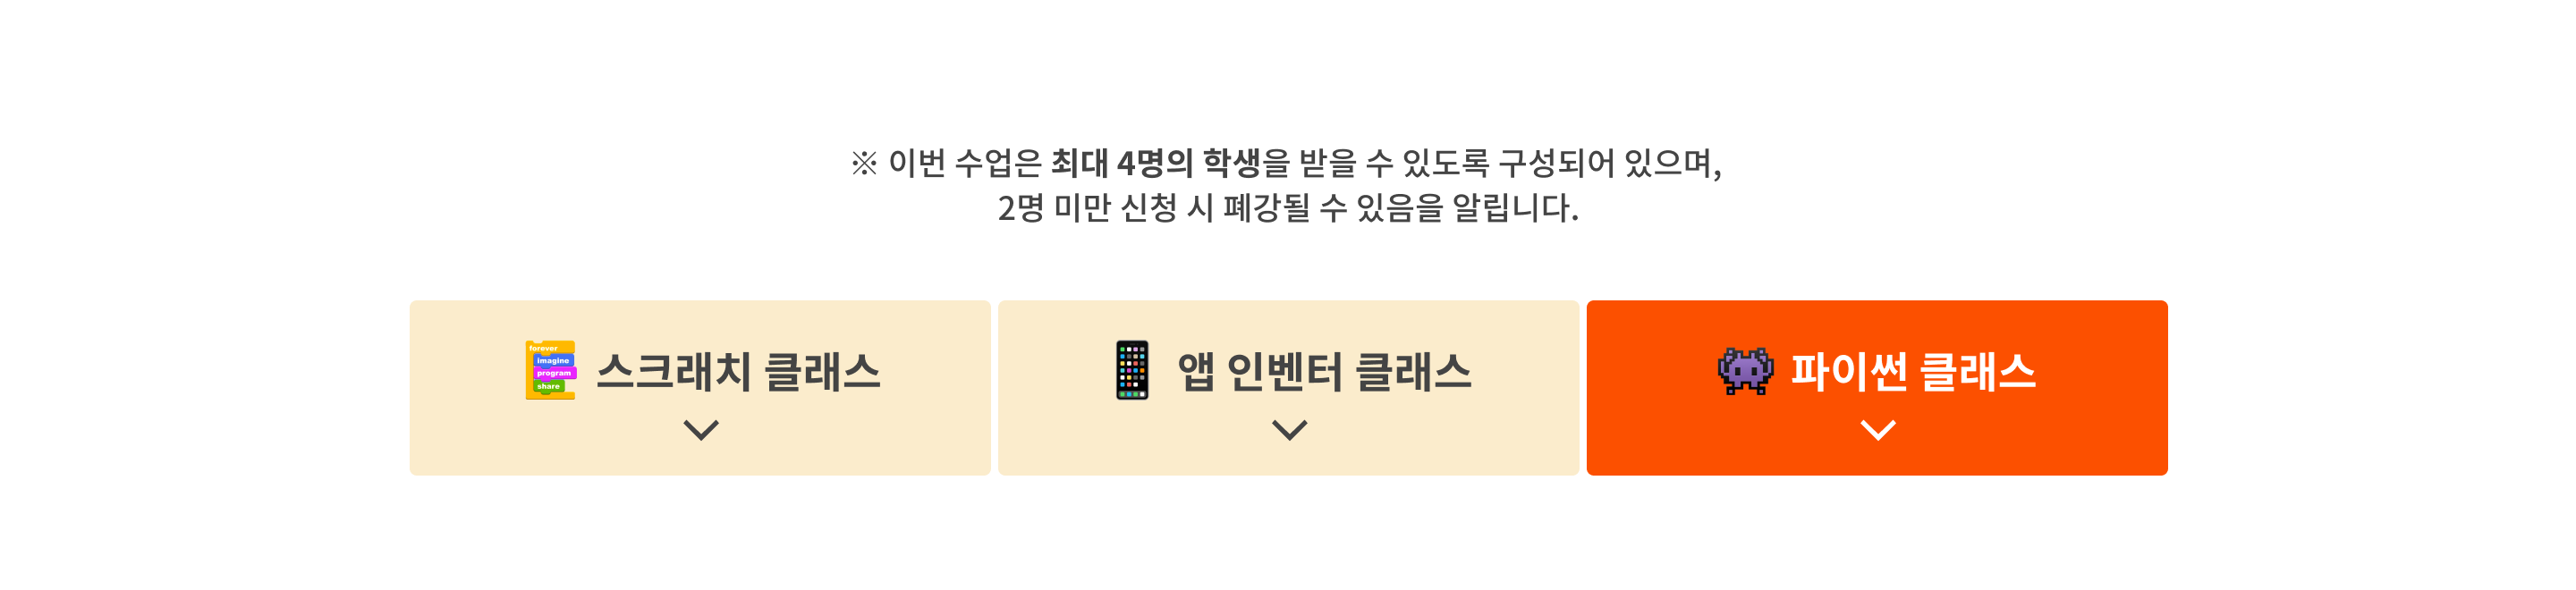 ※ 이번 수업은 최대 4명의 학생을 받을 수 있도록 구성되어 있으며,
2명 미만 신청 시 폐강될 수 있음을 알립니다.
forever
imagine
program
share
스크래치 클래스
앱 인벤터 클래스
파이썬 클래스